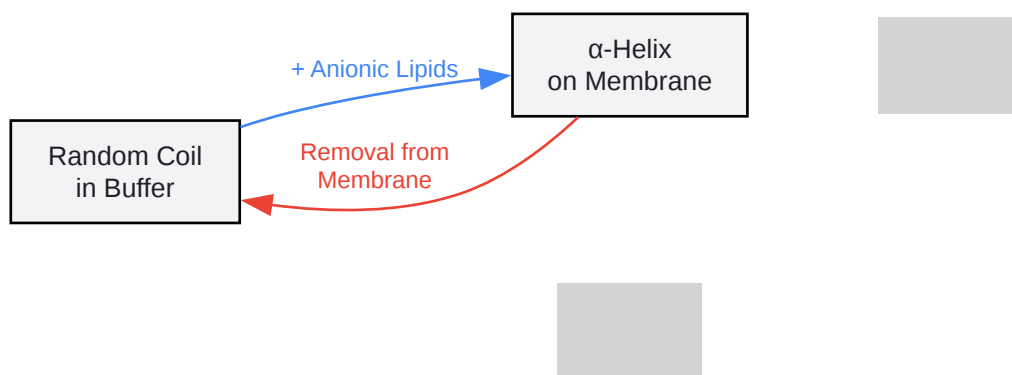 α-Helix
on Membrane
+ Anionic Lipids
Random Coil
in Buffer
Removal from
Membrane